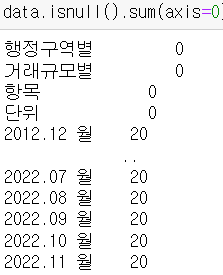 data.isnull().sum(axis=0)
행정구역별 0
거래규모별 0
항목 0
단위 0
2012.12 월 20
..
2022.07 월 20
2022.08 월 20
2022.09 월 20
2022.10 월 20
2022.11 월 20